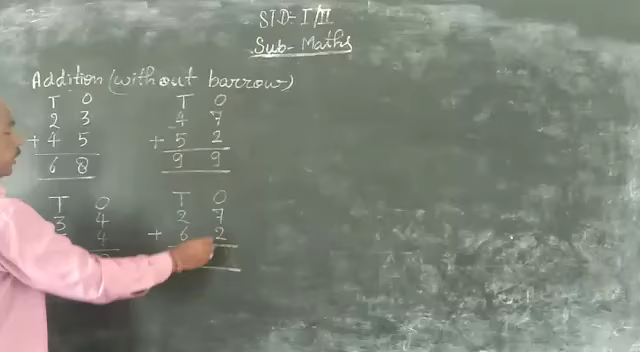 STD-I/II
Sub-Maths
Addition (without barrow)
T O
2 3
+ 4 5
6 8
T O
4 7
+ 5 2
9 9
T O
3 4
4
T O
2 7
+ 6 2